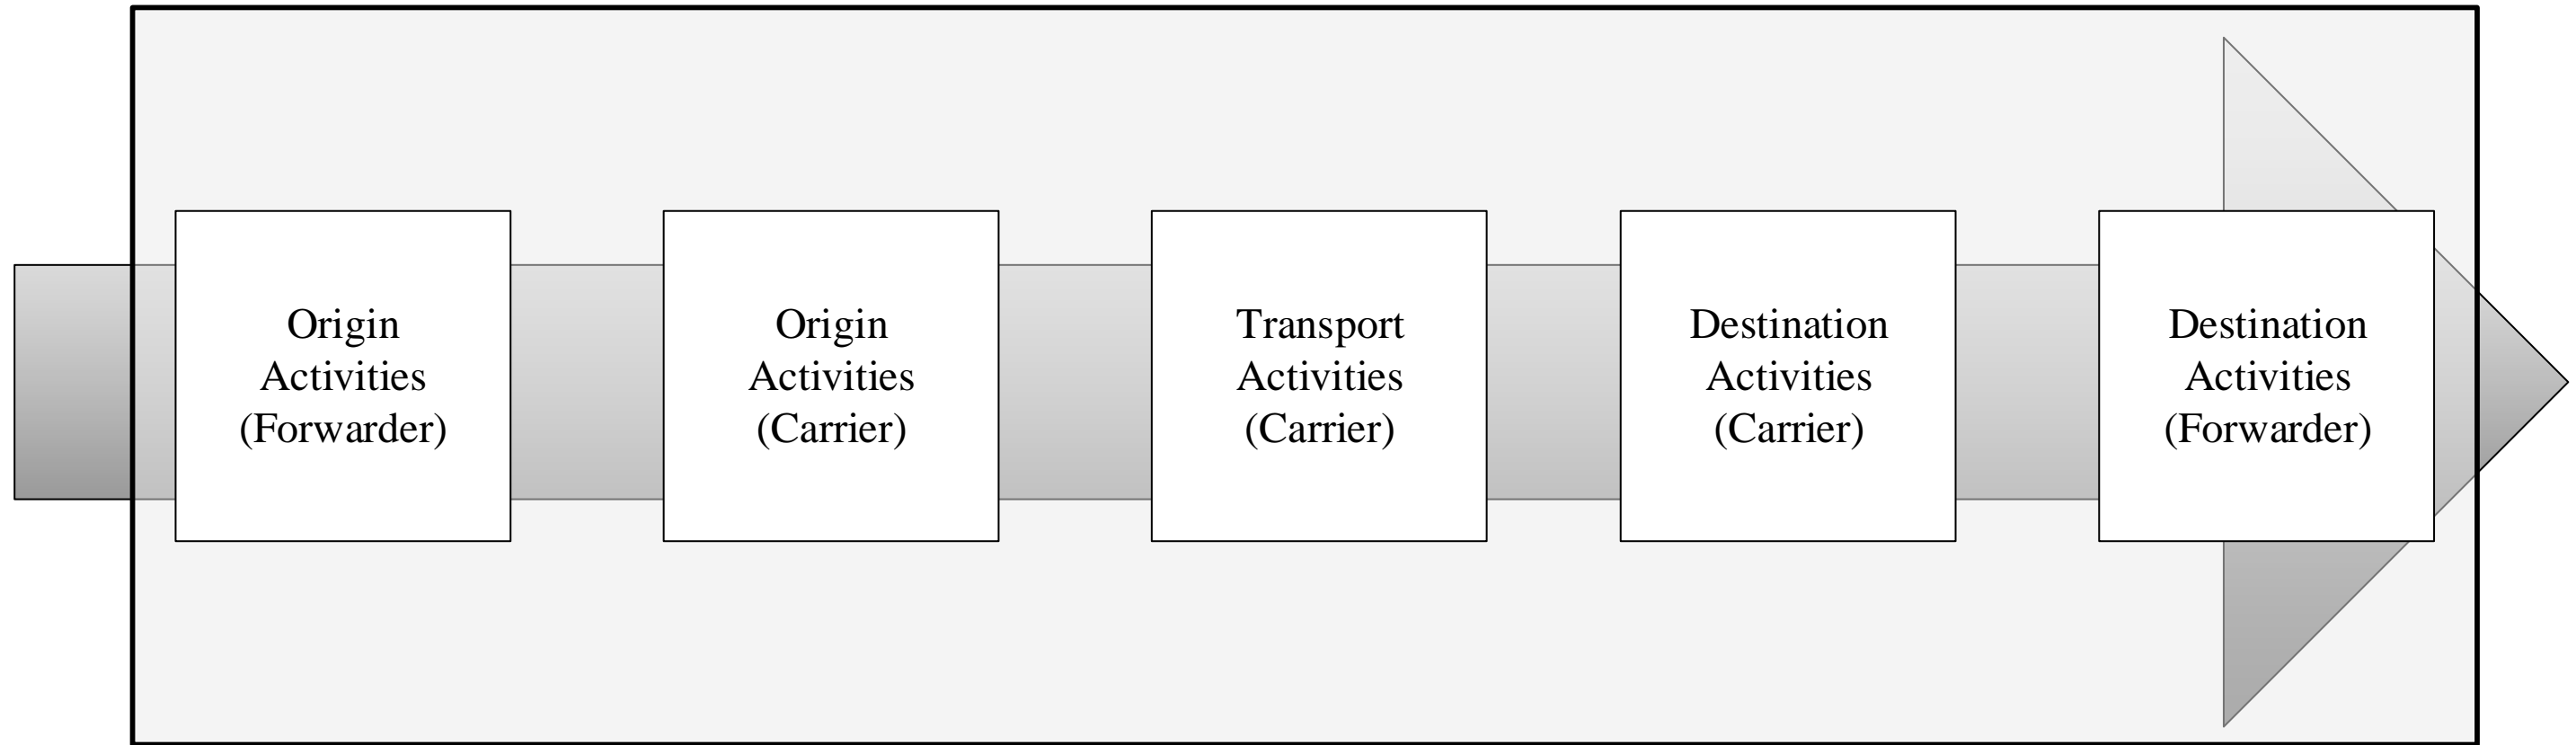 Origin
Activities
(Forwarder)
Origin
Activities
(Carrier)
Transport
Activities
(Carrier)
Destination
Activities
(Carrier)
Destination
Activities
(Forwarder)